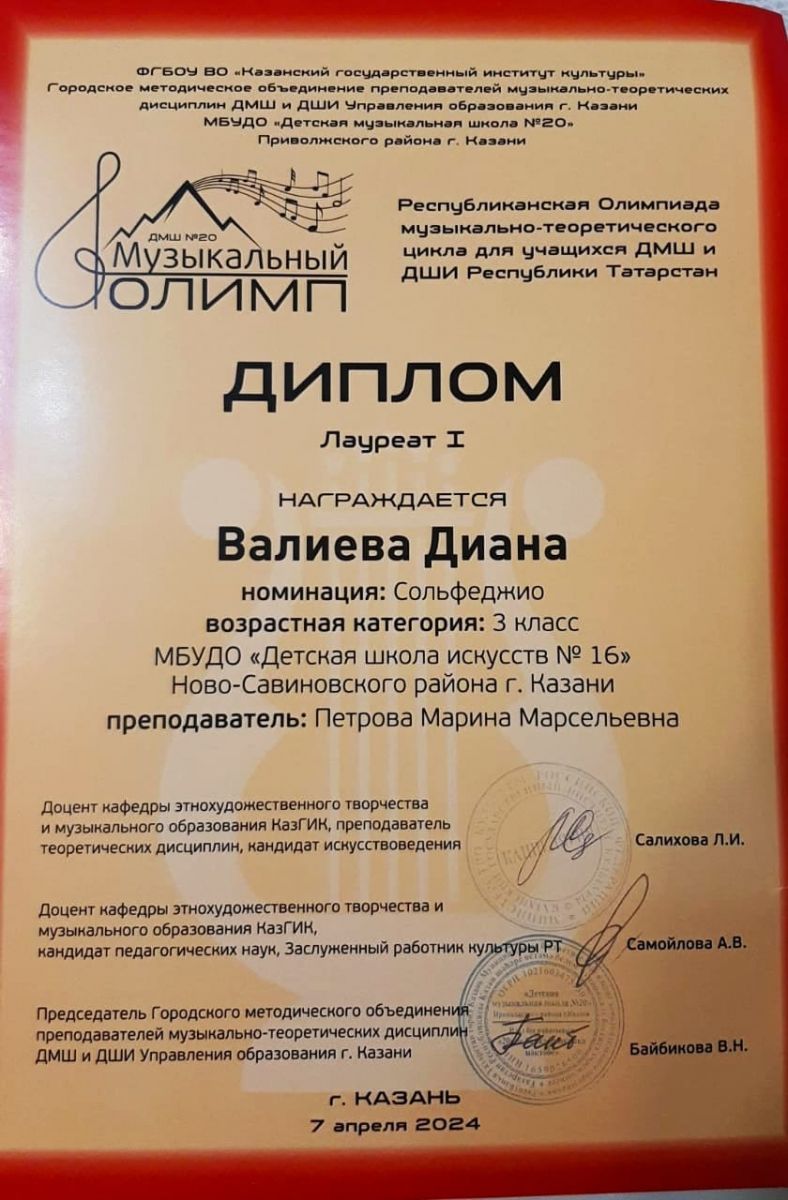 ФГБОУ ВО «Казанский государственный институт культуры»
Городское методическое объединение преподавателей музыкально-теоретических
дисциплин ДМШ и ДШИ Управления образования г. Казани
МБУДО «Детская музыкальная школа №20»
Приволжского района г. Казани
ДМШ №20
Музыкальный
ОЛИМП
Республиканская Олимпиада
музыкально-теоретического
цикла для учащихся ДМШ и
ДШИ Республики Татарстан
ДИПЛОМ
Лауреат I
НАГРАЖДАЕТСЯ
Валиева Диана
номинация: Сольфеджио
возрастная категория: 3 класс
МБУДО «Детская школа искусств № 16»
Ново-Савиновского района г. Казани
преподаватель: Петрова Марина Марсельевна
Доцент кафедры этнохудожественного творчества
и музыкального образования КазГИК, преподаватель
теоретических дисциплин, кандидат искусствоведения
Салихова Л.И.
Доцент кафедры этнохудожественного творчества и
музыкального образования КазГИК,
кандидат педагогических наук, Заслуженный работник культуры РТ
Самойлова А.В.
Председатель Городского методического объединения
преподавателей музыкально-теоретических дисциплин
ДМШ и ДШИ Управления образования г. Казани
«Детская
музыкальная школа №20»
Байбикова В.Н.
г. КАЗАНЬ
7 апреля 2024